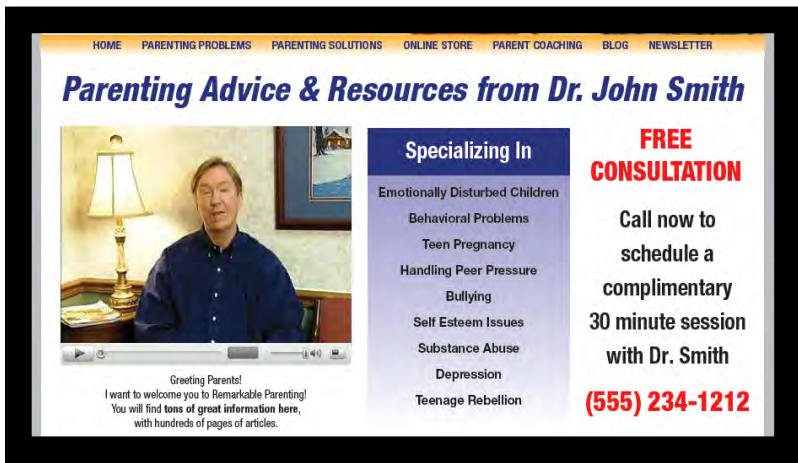 HOME PARENTING PROBLEMS PARENTING SOLUTIONS ONLINE STORE PARENT COACHING BLOG NEWSLETTER
Parenting Advice & Resources from Dr. John Smith
Specializing In
Emotionally Disturbed Children
Behavioral Problems
Teen Pregnancy
Handling Peer Pressure
Bullying
Self Esteem Issues
Substance Abuse
Depression
Teenage Rebellion
FREE
CONSULTATION
Call now to
schedule a
complimentary
30 minute session
with Dr. Smith
(555) 234-1212
Greeting Parents!
I want to welcome you to Remarkable Parenting!
You will find tons of great information here,
with hundreds of pages of articles.